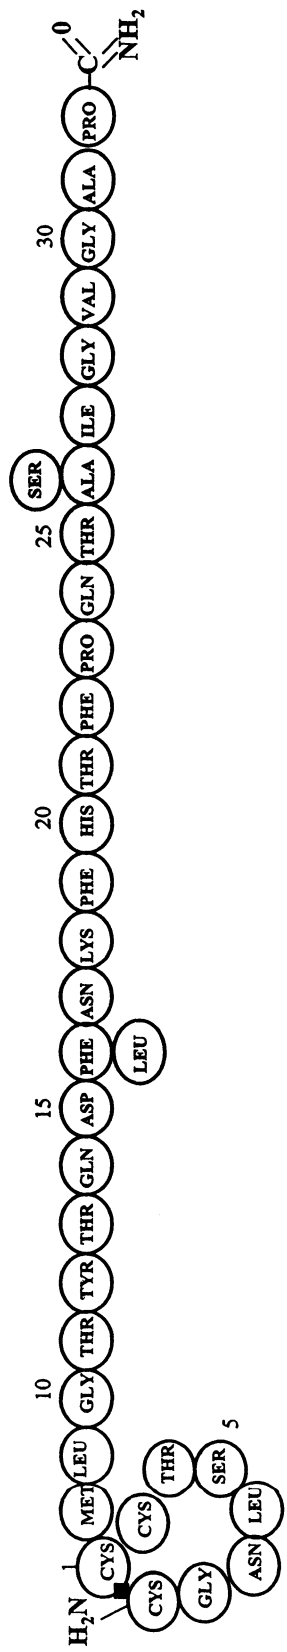 SER
10 15 20 25 30 O
MET LEU GLY THR TYR THR GLN ASP PHE ASN LYS PHE HIS THR PHE PRO GLN THR ALA ILE GLY VAL GLY ALA PRO C
NH₂
LEU
1
CYS CYS THR
H₂N
CYS GLY ASN LEU SER 5